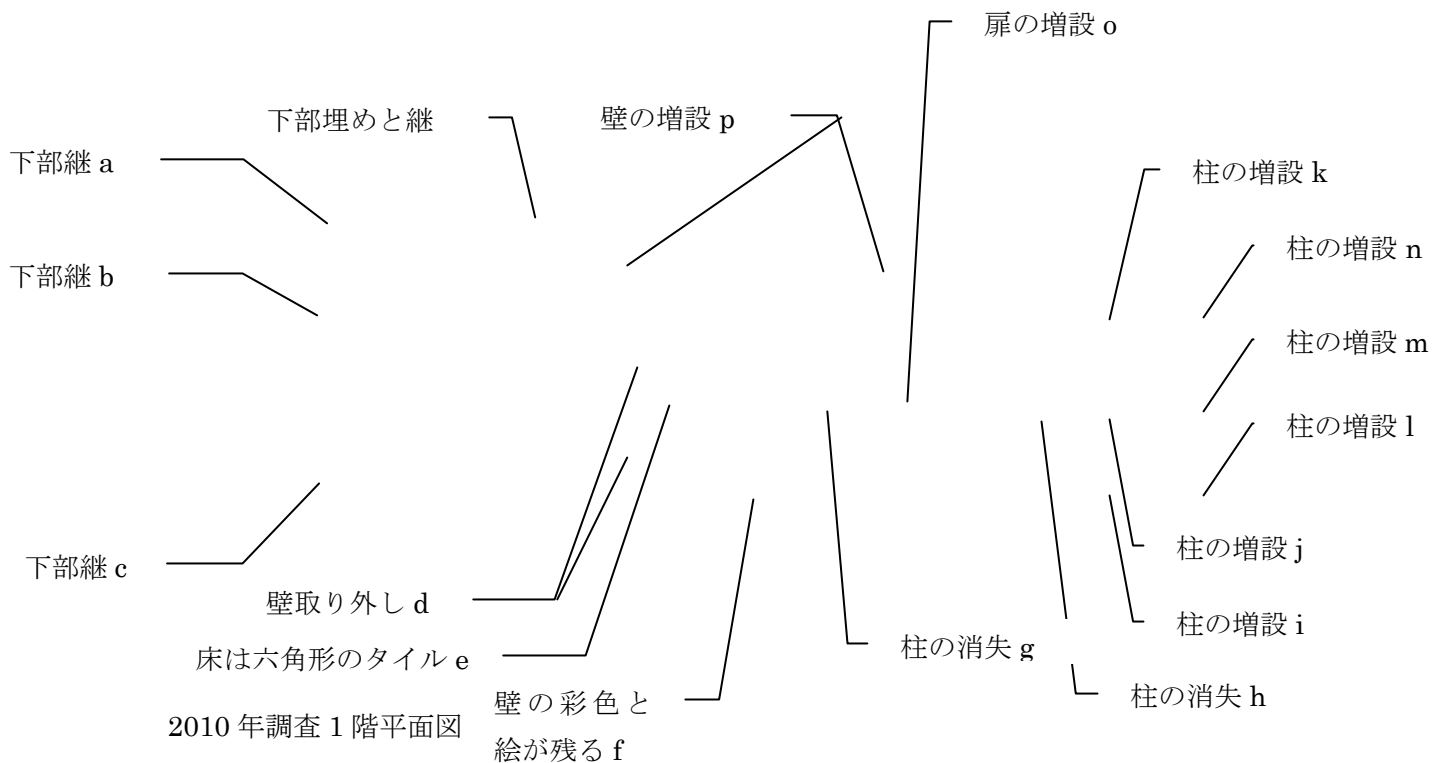 扉の増設 o
下部埋めと継
壁の増設 p
下部継 a
柱の増設 k
柱の増設 n
下部継 b
柱の増設 m
柱の増設 l
柱の増設 j
下部継 c
壁取り外し d
柱の増設 i
床は六角形のタイル e
柱の消失 g
柱の消失 h
壁の彩色と
絵が残る f
2010 年調査 1 階平面図